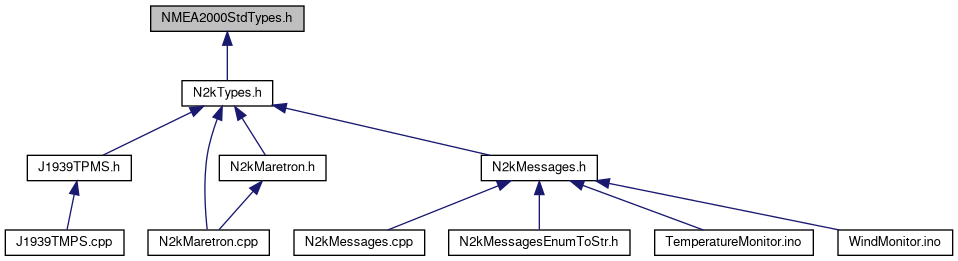 NMEA2000StdTypes.h
N2kTypes.h
J1939TPMS.h
N2kMaretron.h
N2kMessages.h
J1939TMPS.cpp
N2kMaretron.cpp
N2kMessages.cpp
N2kMessagesEnumToStr.h
TemperatureMonitor.ino
WindMonitor.ino